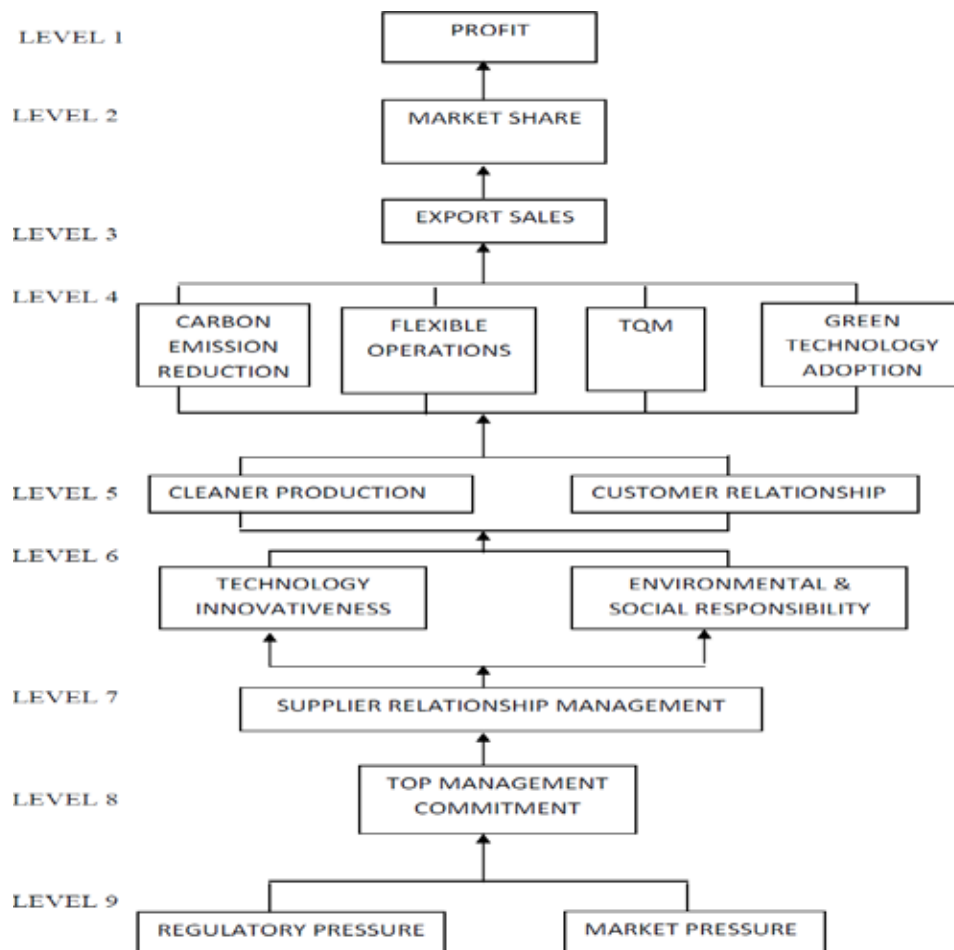 LEVEL 1
PROFIT
LEVEL 2
MARKET SHARE
LEVEL 3
EXPORT SALES
LEVEL 4
CARBON
EMISSION
REDUCTION
FLEXIBLE
OPERATIONS
TQM
GREEN
TECHNOLOGY
ADOPTION
LEVEL 5
CLEANER PRODUCTION
CUSTOMER RELATIONSHIP
LEVEL 6
TECHNOLOGY
INNOVATIVENESS
ENVIRONMENTAL &
SOCIAL RESPONSIBILITY
LEVEL 7
SUPPLIER RELATIONSHIP MANAGEMENT
LEVEL 8
TOP MANAGEMENT
COMMITMENT
LEVEL 9
REGULATORY PRESSURE
MARKET PRESSURE